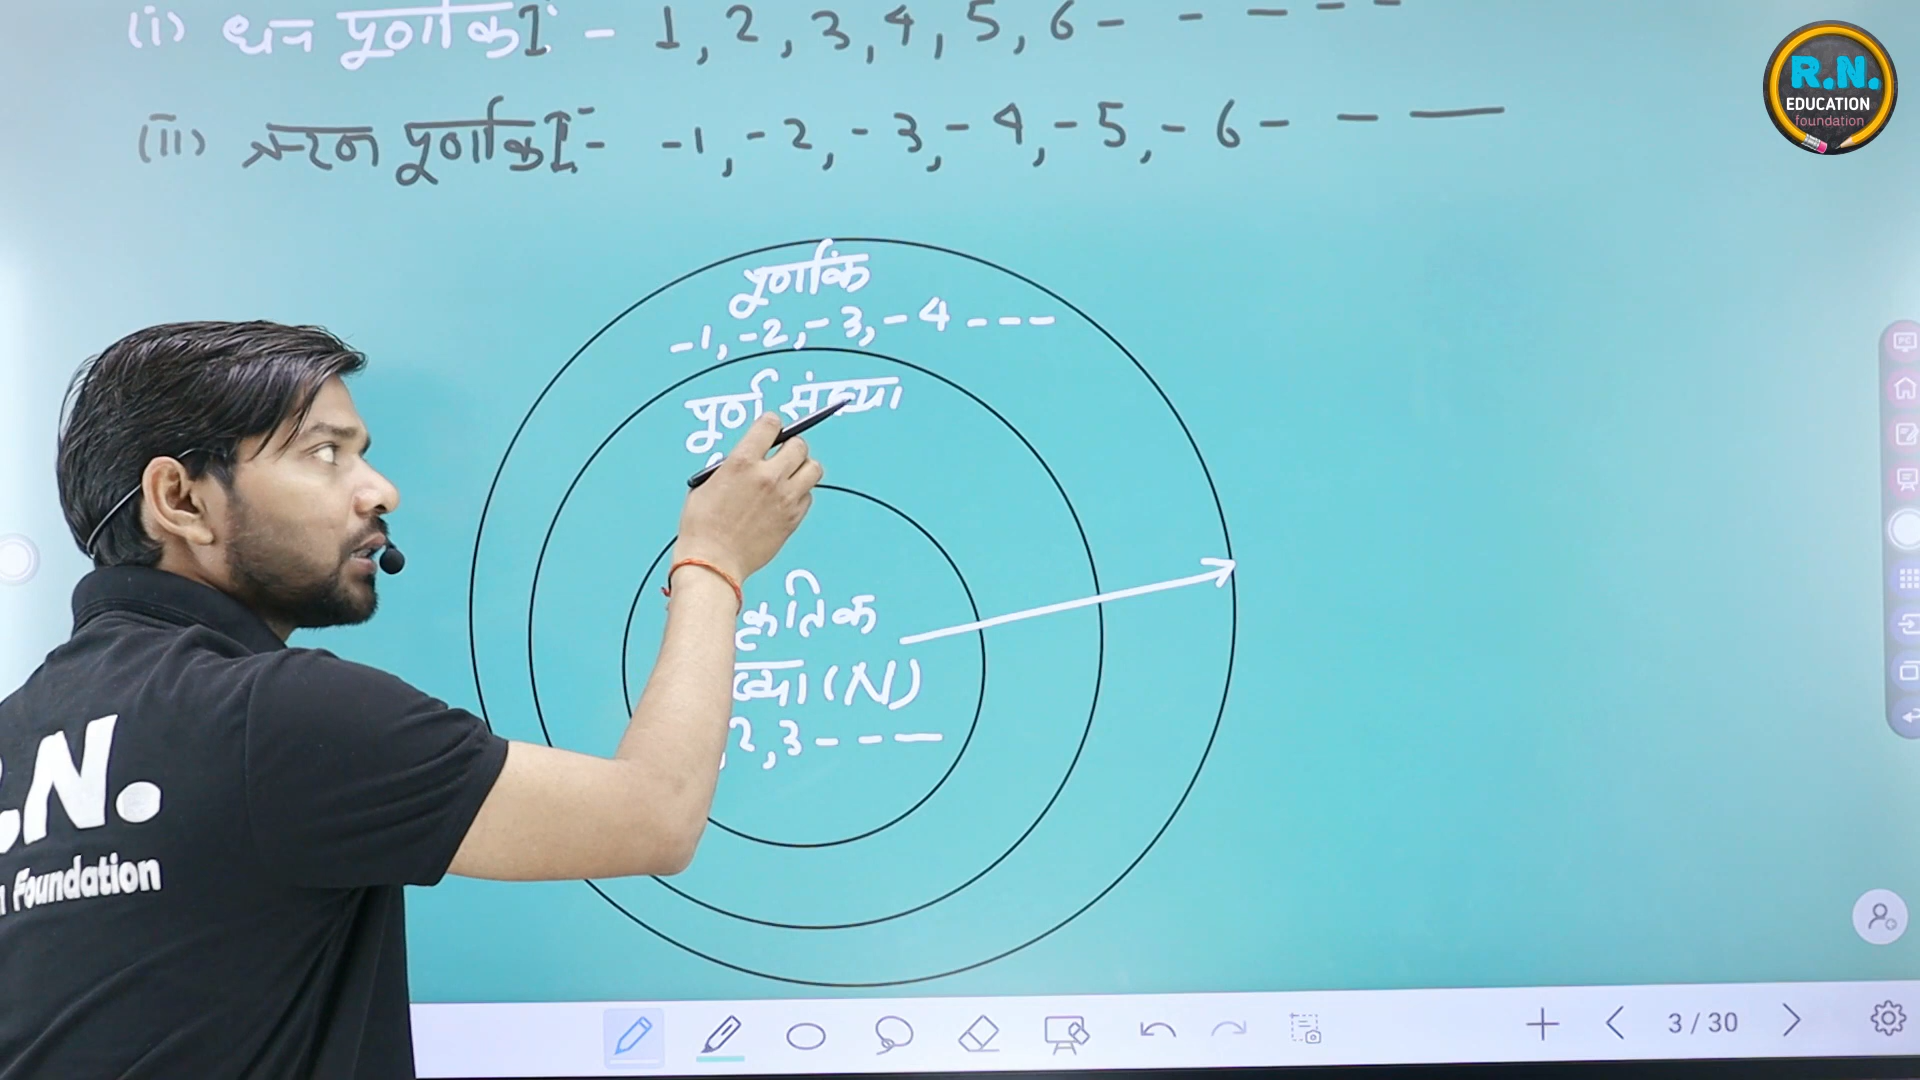 (i) धन पूर्णांक I⁺ - 1, 2, 3, 4, 5, 6 - - - - -
(ii) ऋण पूर्णांक I⁻ - -1, -2, -3, -4, -5, -6 - - -
R.N.
EDUCATION
foundation
पूर्णांक
-1, -2, -3, -4 - - -
पूर्ण संख्या
कृतिक
ख्या (N)
, 2, 3 - - -
.N.
Foundation
3 / 30